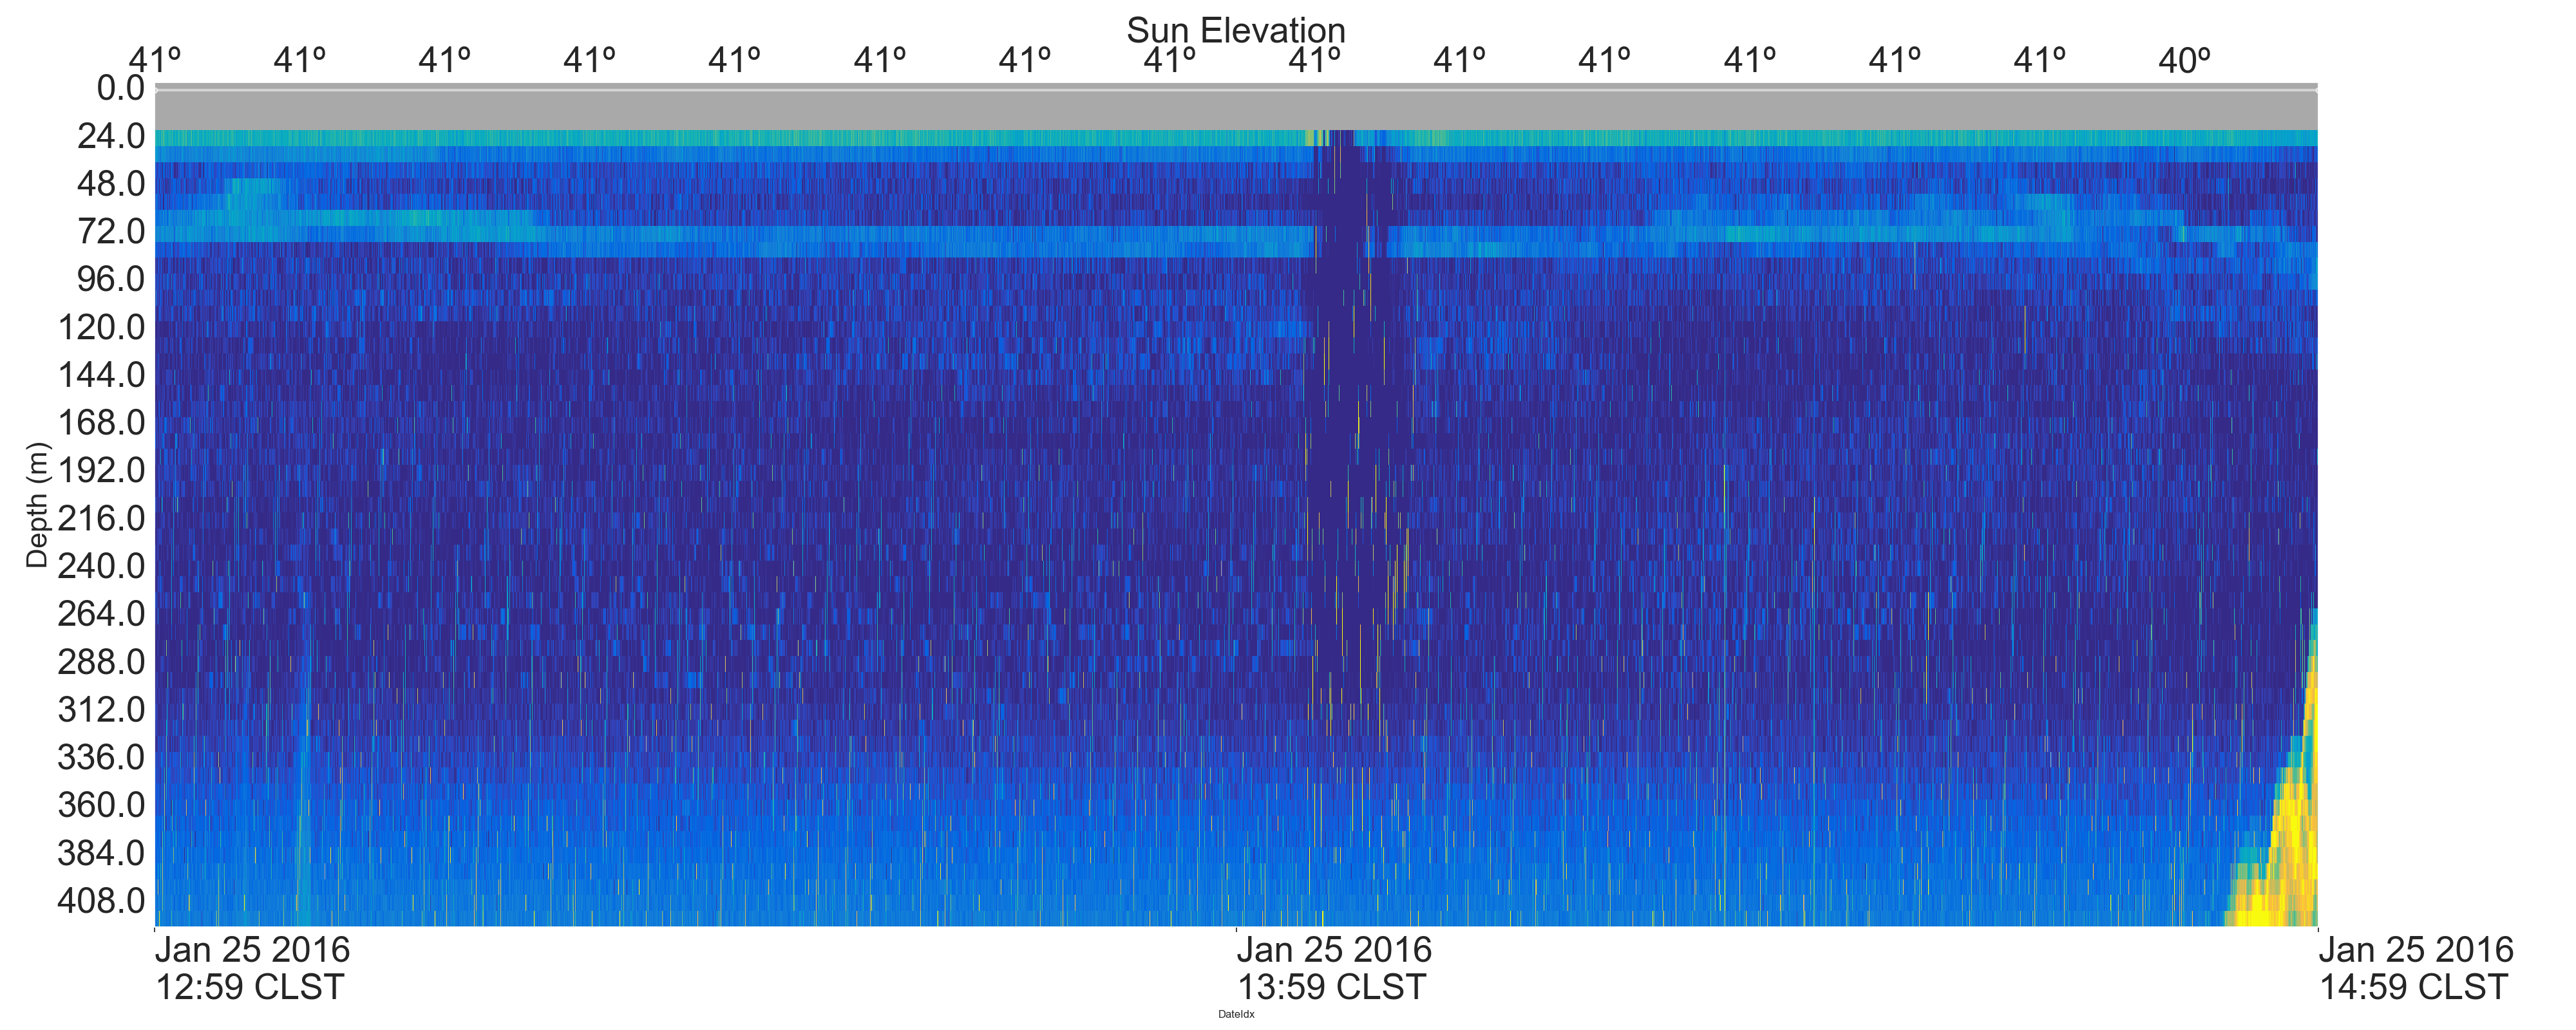 Sun Elevation
41º 41º 41º 41º 41º 41º 41º 41º 41º 41º 41º 41º 41º 41º 40º
0.0
24.0
48.0
72.0
96.0
120.0
144.0
168.0
192.0
216.0
240.0
264.0
288.0
312.0
336.0
360.0
384.0
408.0
Depth (m)
Jan 25 2016
12:59 CLST
Jan 25 2016
13:59 CLST
Jan 25 2016
14:59 CLST
DateIdx